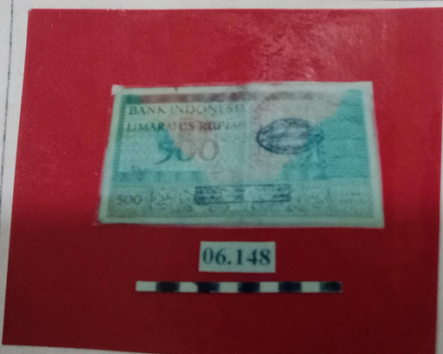 BANK INDONESIA
LIMARATUS RUPIAH
500
500
06.148